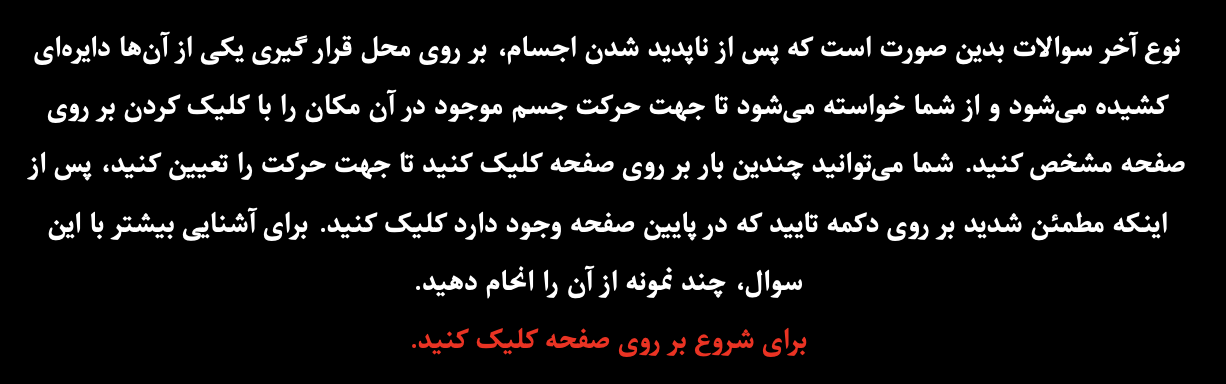 نوع آخر سوالات بدین صورت است که پس از ناپدید شدن اجسام، بر روی محل قرار گیری یکی از آن‌ها دایره‌ای
کشیده می‌شود و از شما خواسته می‌شود تا جهت حرکت جسم موجود در آن مکان را با کلیک کردن بر روی
صفحه مشخص کنید. شما می‌توانید چندین بار بر روی صفحه کلیک کنید تا جهت حرکت را تعیین کنید، پس از
اینکه مطمئن شدید بر روی دکمه تایید که در پایین صفحه وجود دارد کلیک کنید. برای آشنایی بیشتر با این
سوال، چند نمونه از آن را انجام دهید.
برای شروع بر روی صفحه کلیک کنید.